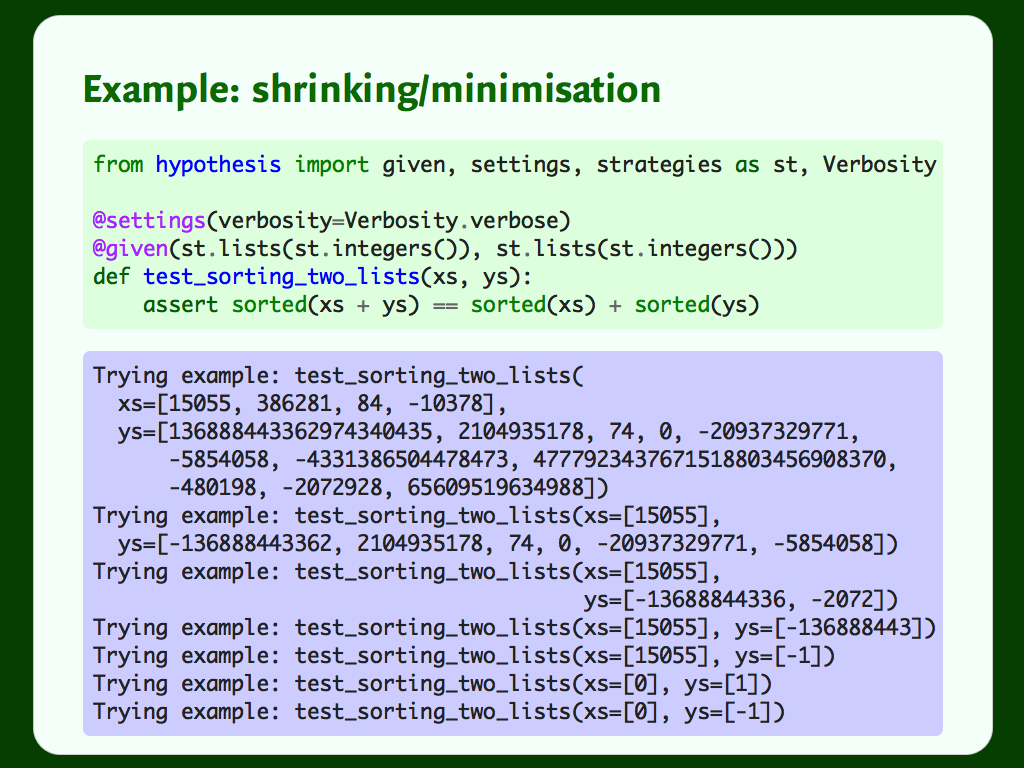 Example: shrinking/minimisation
from hypothesis import given, settings, strategies as st, Verbosity
@settings(verbosity=Verbosity.verbose)
@given(st.lists(st.integers()), st.lists(st.integers()))
def test_sorting_two_lists(xs, ys):
    assert sorted(xs + ys) == sorted(xs) + sorted(ys)
Trying example: test_sorting_two_lists(
  xs=[15055, 386281, 84, -10378],
  ys=[136888443362974340435, 2104935178, 74, 0, -20937329771,
      -5854058, -4331386504478473, 4777923437671518803456908370,
      -480198, -2072928, 65609519634988])
Trying example: test_sorting_two_lists(xs=[15055],
  ys=[-136888443362, 2104935178, 74, 0, -20937329771, -5854058])
Trying example: test_sorting_two_lists(xs=[15055],
                                       ys=[-13688844336, -2072])
Trying example: test_sorting_two_lists(xs=[15055], ys=[-136888443])
Trying example: test_sorting_two_lists(xs=[15055], ys=[-1])
Trying example: test_sorting_two_lists(xs=[0], ys=[1])
Trying example: test_sorting_two_lists(xs=[0], ys=[-1])